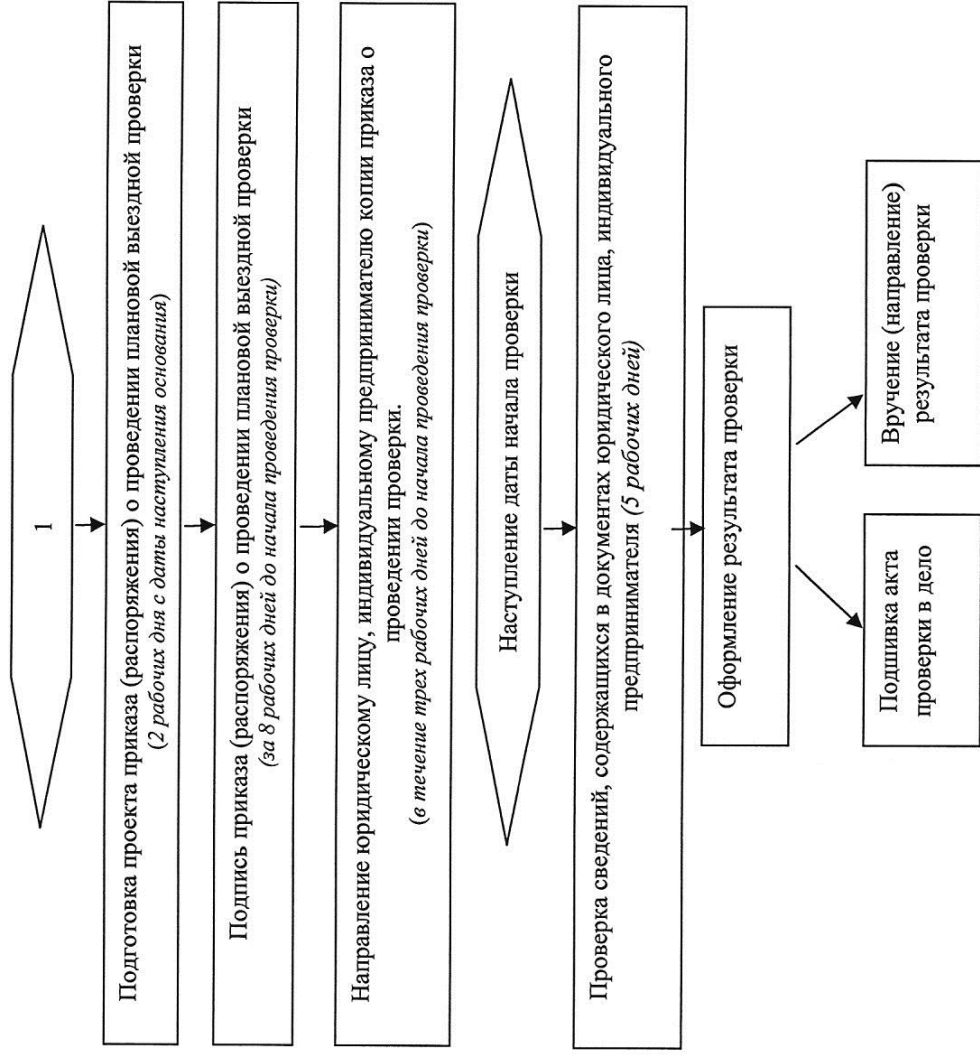 1
Подготовка проекта приказа (распоряжения) о проведении плановой выездной проверки
(2 рабочих дня с даты наступления основания)
Подпись приказа (распоряжения) о проведении плановой выездной проверки
(за 8 рабочих дней до начала проведения проверки)
Направление юридическому лицу, индивидуальному предпринимателю копии приказа о
проведении проверки.
(в течение трех рабочих дней до начала проведения проверки)
Наступление даты начала проверки
Проверка сведений, содержащихся в документах юридического лица, индивидуального
предпринимателя (5 рабочих дней)
Оформление результата проверки
Подшивка акта
проверки в дело
Вручение (направление)
результата проверки